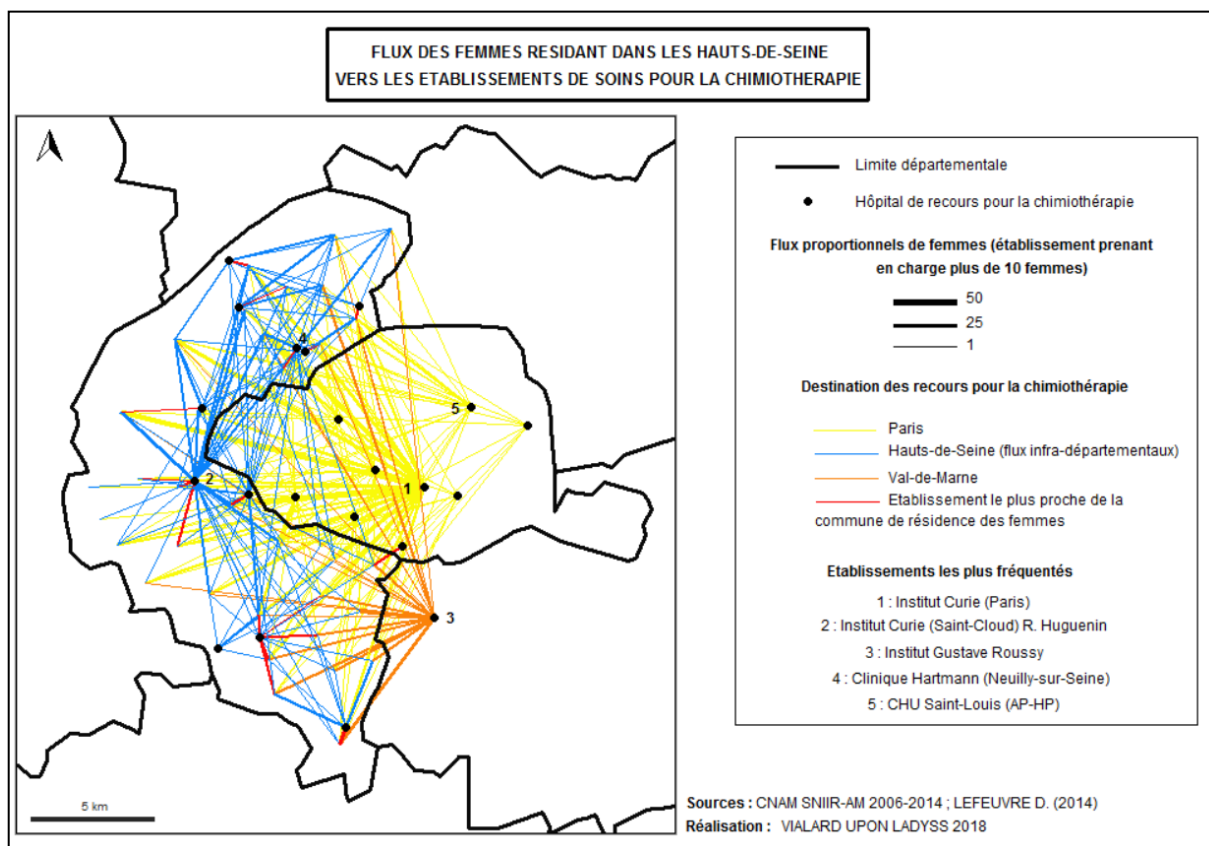 FLUX DES FEMMES RESIDANT DANS LES HAUTS-DE-SEINE
VERS LES ETABLISSEMENTS DE SOINS POUR LA CHIMIOTHERAPIE
4
5
1
2
3
5 km
Limite départementale
Hôpital de recours pour la chimiothérapie
Flux proportionnels de femmes (établissement prenant
en charge plus de 10 femmes)
50
25
1
Destination des recours pour la chimiothérapie
Paris
Hauts-de-Seine (flux infra-départementaux)
Val-de-Marne
Etablissement le plus proche de la
commune de résidence des femmes
Etablissements les plus fréquentés
1 : Institut Curie (Paris)
2 : Institut Curie (Saint-Cloud) R. Huguenin
3 : Institut Gustave Roussy
4 : Clinique Hartmann (Neuilly-sur-Seine)
5 : CHU Saint-Louis (AP-HP)
Sources : CNAM SNIIR-AM 2006-2014 ; LEFEUVRE D. (2014)
Réalisation : VIALARD UPON LADYSS 2018